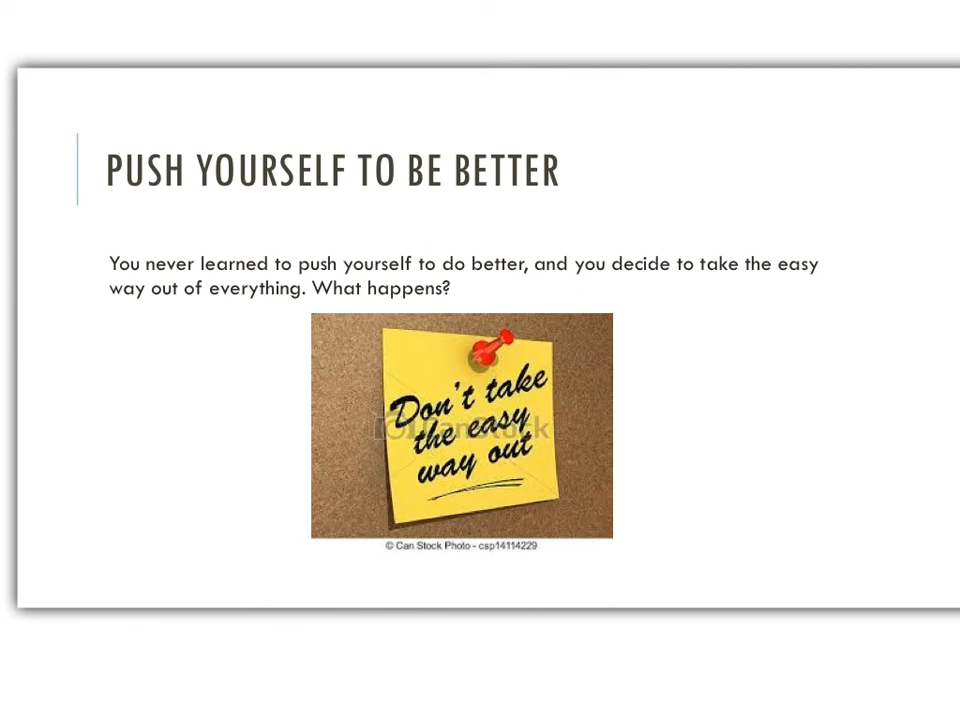 PUSH YOURSELF TO BE BETTER
You never learned to push yourself to do better, and you decide to take the easy
way out of everything. What happens?
Don't take
the easy
way out
CanStock
© Can Stock Photo - csp14114229